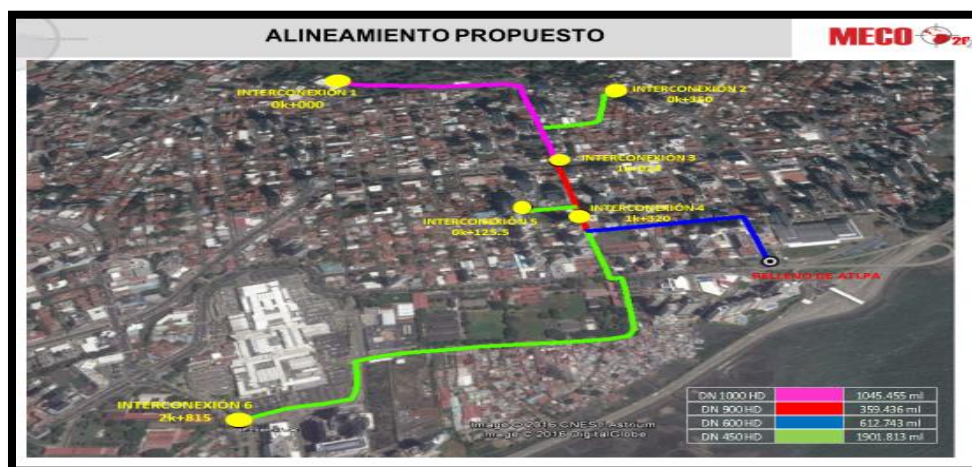 ALINEAMIENTO PROPUESTO
MECO
INTERCONEXIÓN 1
0k+000
INTERCONEXIÓN 2
0k+360
INTERCONEXIÓN 3
INTERCONEXIÓN 4
1k+320
INTERCONEXIÓN 5
0k+125.5
RELLENO DE ATLPA
INTERCONEXIÓN 6
2k+815
Image © 2016 CNES / Astrium
Image © 2016 DigitalGlobe
DN 1000 HD 1045.455 ml
DN 900 HD 359.436 ml
DN 600 HD 612.743 ml
DN 450 HD 1901.813 ml